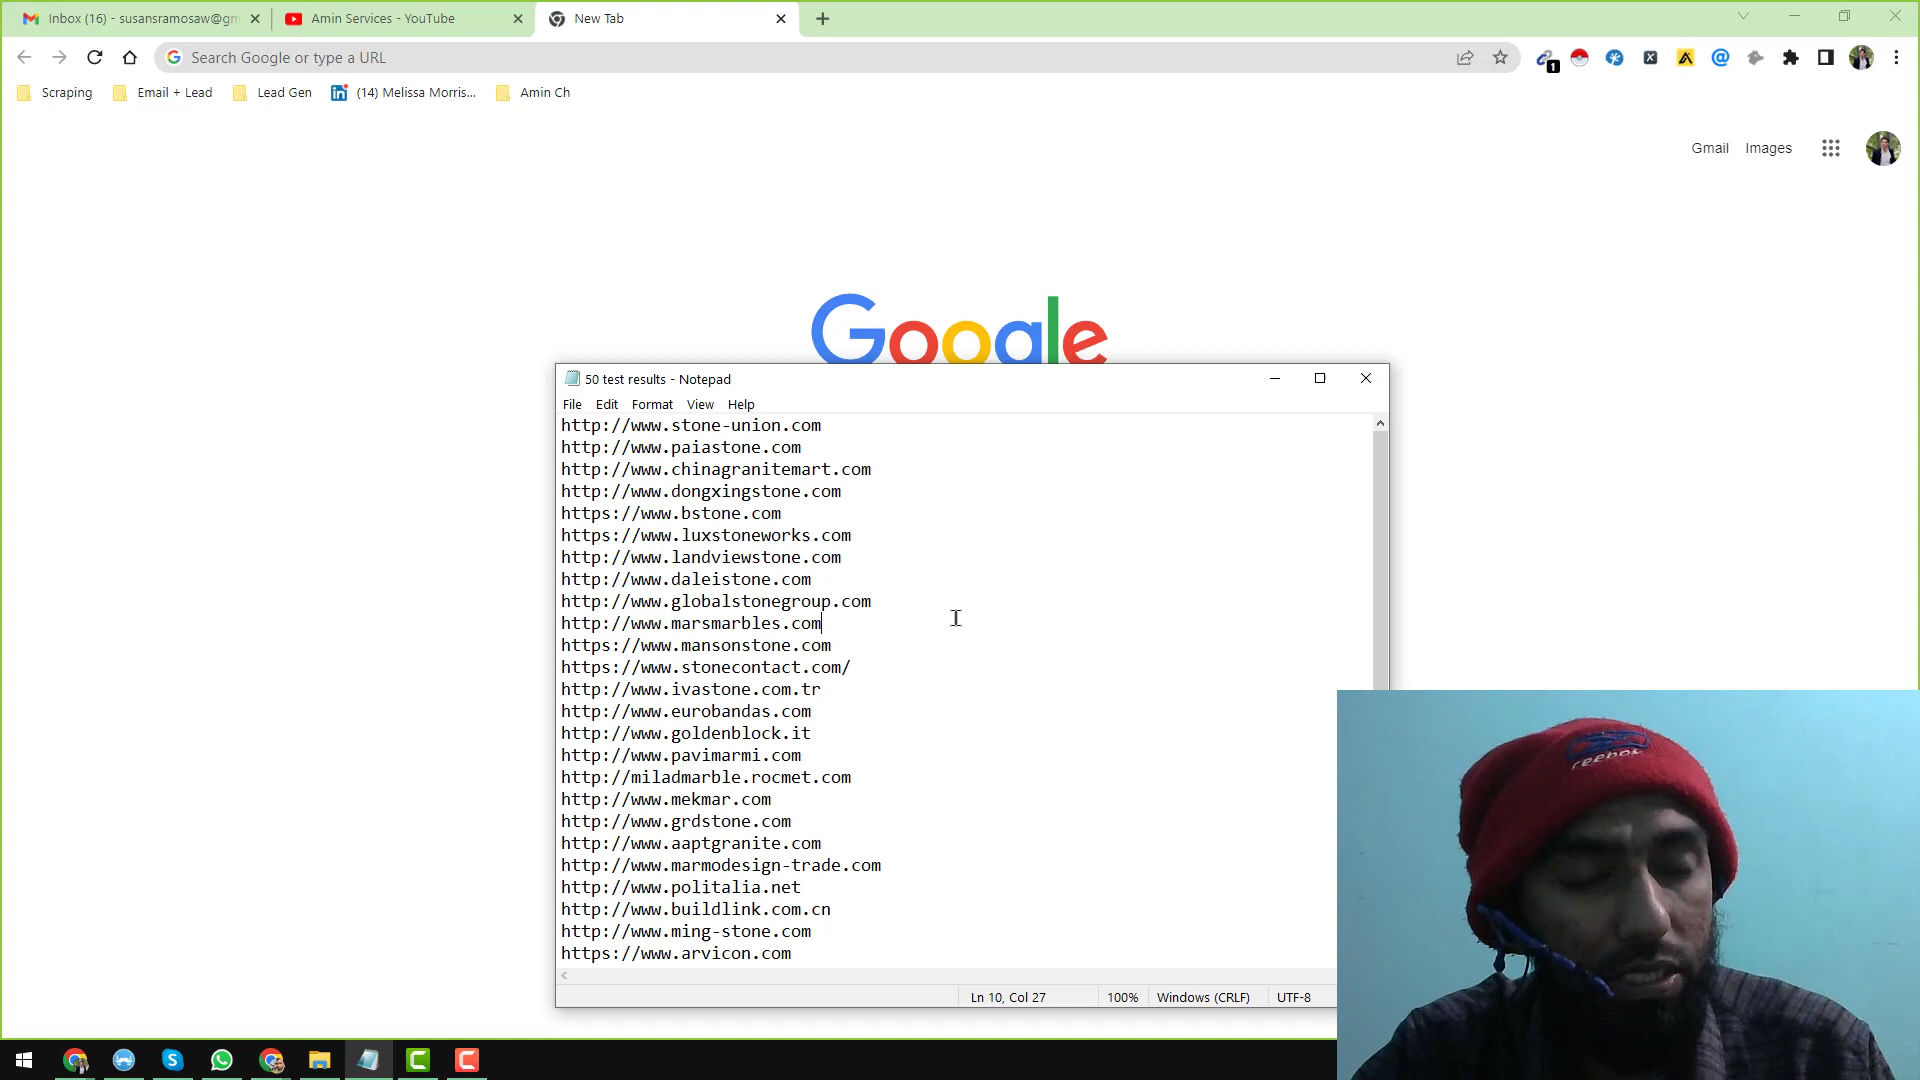 Inbox (16) - susansramosaw@gm
Amin Services - YouTube
New Tab
Search Google or type a URL
1
Scraping
Email + Lead
Lead Gen
(14) Melissa Morris...
Amin Ch
Gmail
Images
Google
50 test results - Notepad
File Edit Format View Help
http://www.stone-union.com
http://www.paiastone.com
http://www.chinagranitemart.com
http://www.dongxingstone.com
https://www.bstone.com
https://www.luxstoneworks.com
http://www.landviewstone.com
http://www.daleistone.com
http://www.globalstonegroup.com
http://www.marsmarbles.com
https://www.mansonstone.com
https://www.stonecontact.com/
http://www.ivastone.com.tr
http://www.eurobandas.com
http://www.goldenblock.it
http://www.pavimarmi.com
http://miladmarble.rocmet.com
http://www.mekmar.com
http://www.grdstone.com
http://www.aaptgranite.com
http://www.marmodesign-trade.com
http://www.politalia.net
http://www.buildlink.com.cn
http://www.ming-stone.com
https://www.arvicon.com
Ln 10, Col 27
100%
Windows (CRLF)
UTF-8
reebok